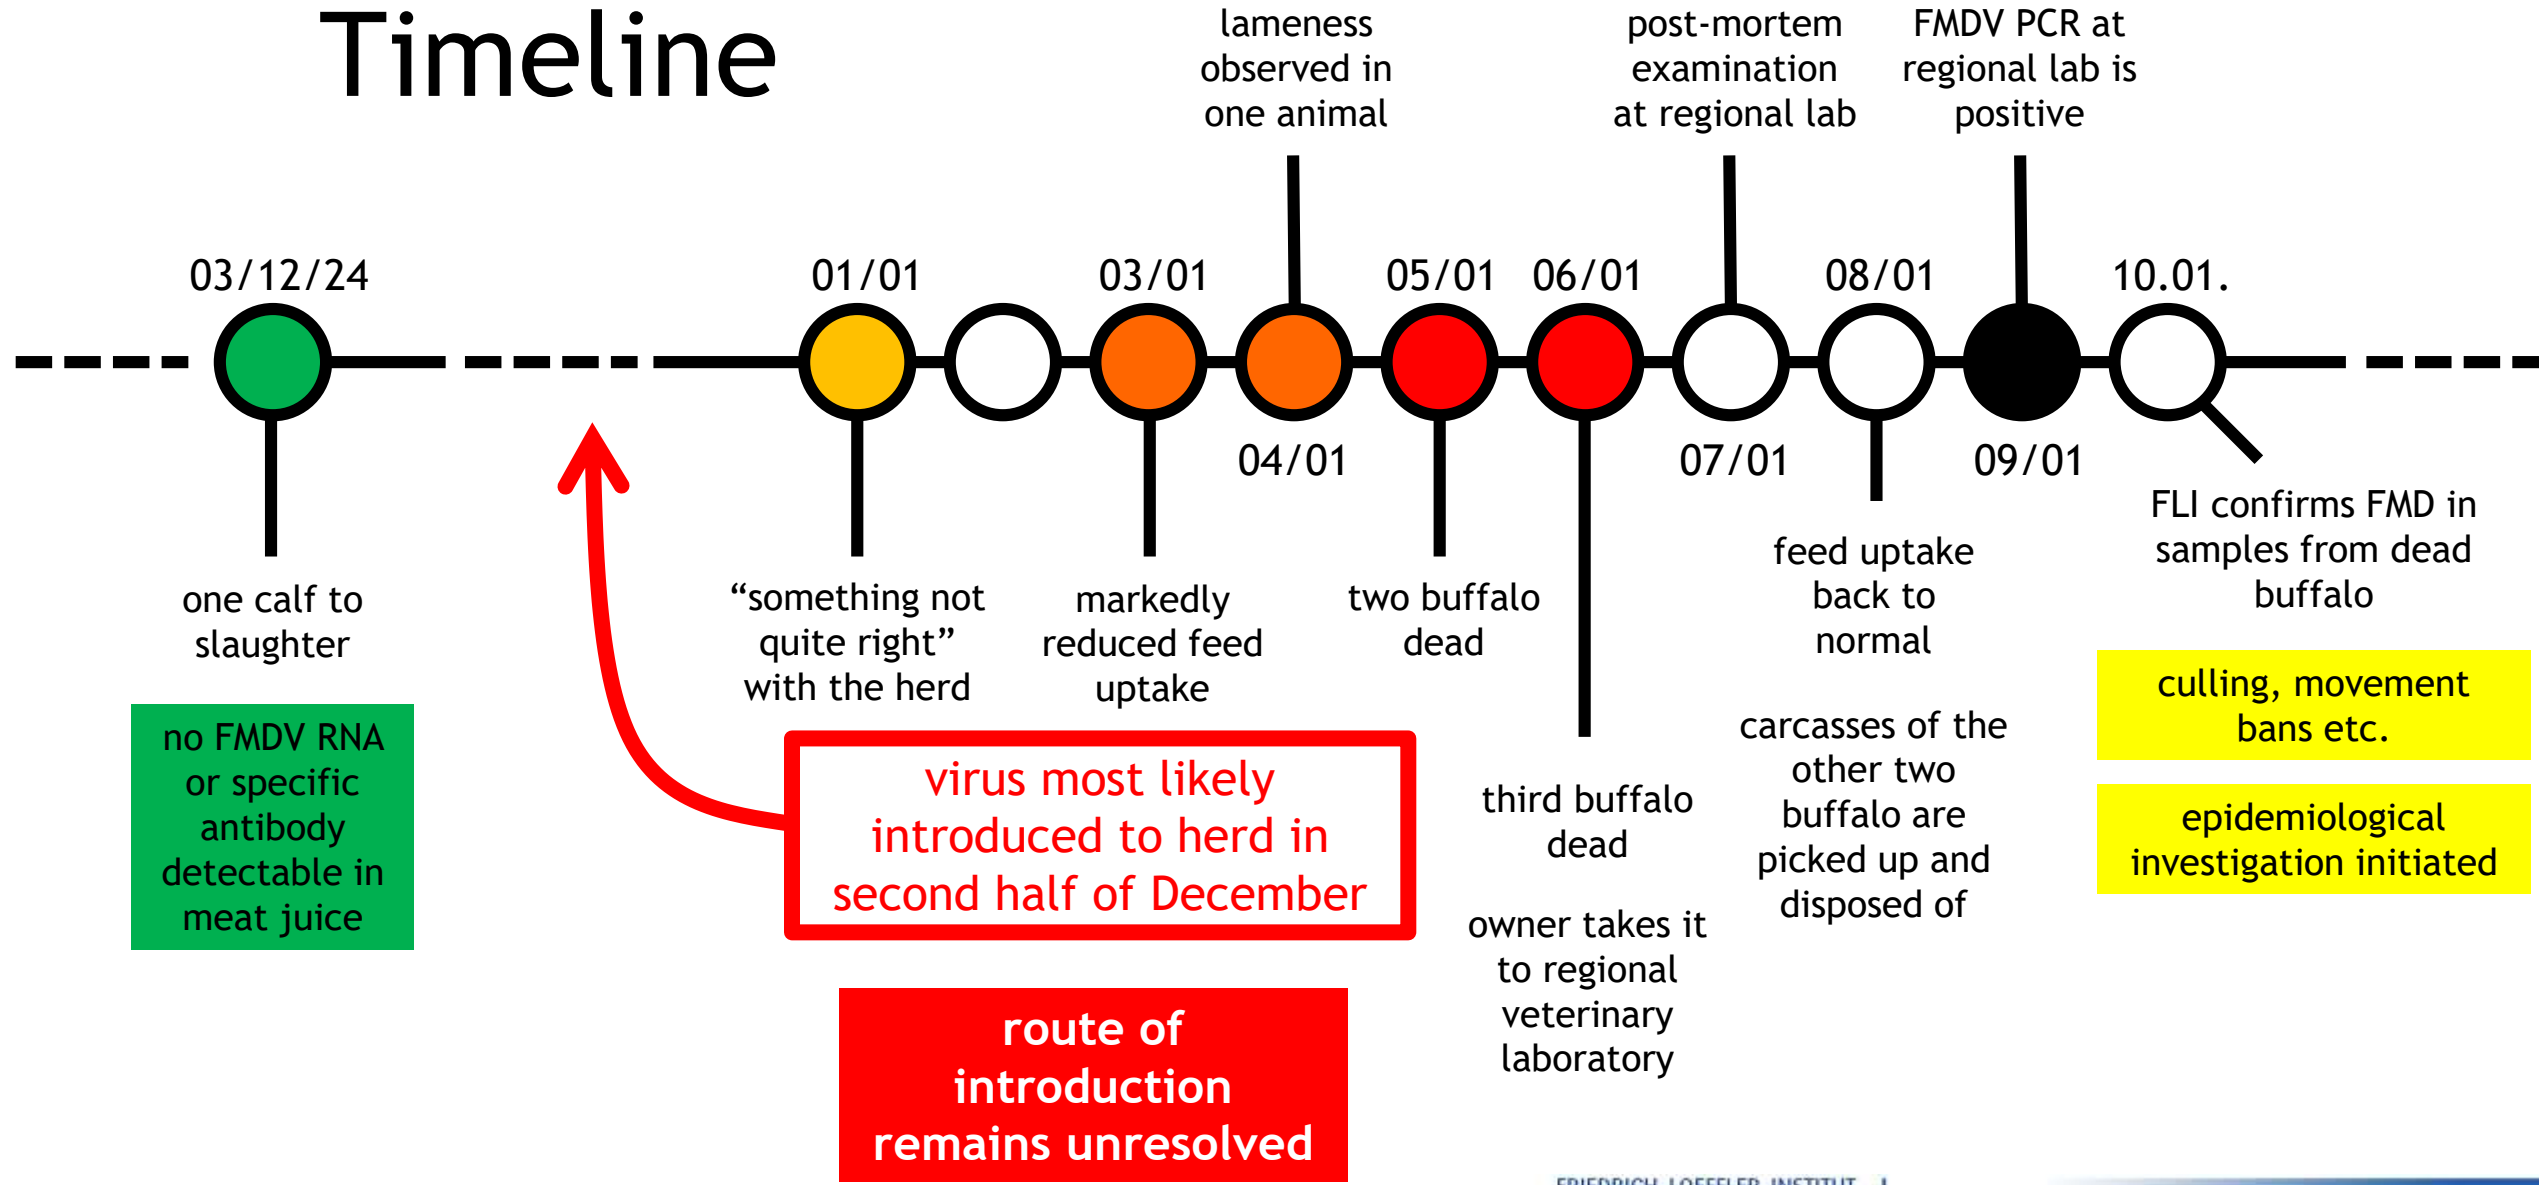 Timeline
lameness
observed in
one animal
post-mortem
examination
at regional lab
FMDV PCR at
regional lab is
positive
03/12/24
01/01
03/01
05/01
06/01
08/01
10.01.
04/01
07/01
09/01
one calf to
slaughter
no FMDV RNA
or specific
antibody
detectable in
meat juice
“something not
quite right”
with the herd
markedly
reduced feed
uptake
two buffalo
dead
virus most likely
introduced to herd in
second half of December
route of
introduction
remains unresolved
third buffalo
dead
owner takes it
to regional
veterinary
laboratory
feed uptake
back to
normal
carcasses of the
other two
buffalo are
picked up and
disposed of
FLI confirms FMD in
samples from dead
buffalo
culling, movement
bans etc.
epidemiological
investigation initiated
FRIEDRICH-LOEFFLER-INSTITUT